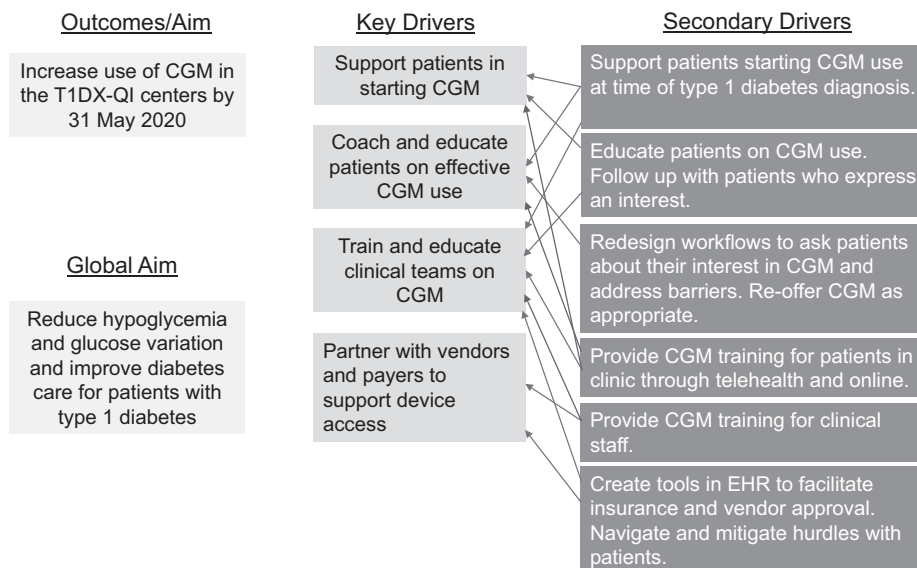 Outcomes/Aim
Increase use of CGM in
the T1DX-QI centers by
31 May 2020
Global Aim
Reduce hypoglycemia
and glucose variation
and improve diabetes
care for patients with
type 1 diabetes
Key Drivers
Support patients in
starting CGM
Coach and educate
patients on effective
CGM use
Train and educate
clinical teams on
CGM
Partner with vendors
and payers to
support device
access
Secondary Drivers
Support patients starting CGM use
at time of type 1 diabetes diagnosis.
Educate patients on CGM use.
Follow up with patients who express
an interest.
Redesign workflows to ask patients
about their interest in CGM and
address barriers. Re-offer CGM as
appropriate.
Provide CGM training for patients in
clinic through telehealth and online.
Provide CGM training for clinical
staff.
Create tools in EHR to facilitate
insurance and vendor approval.
Navigate and mitigate hurdles with
patients.